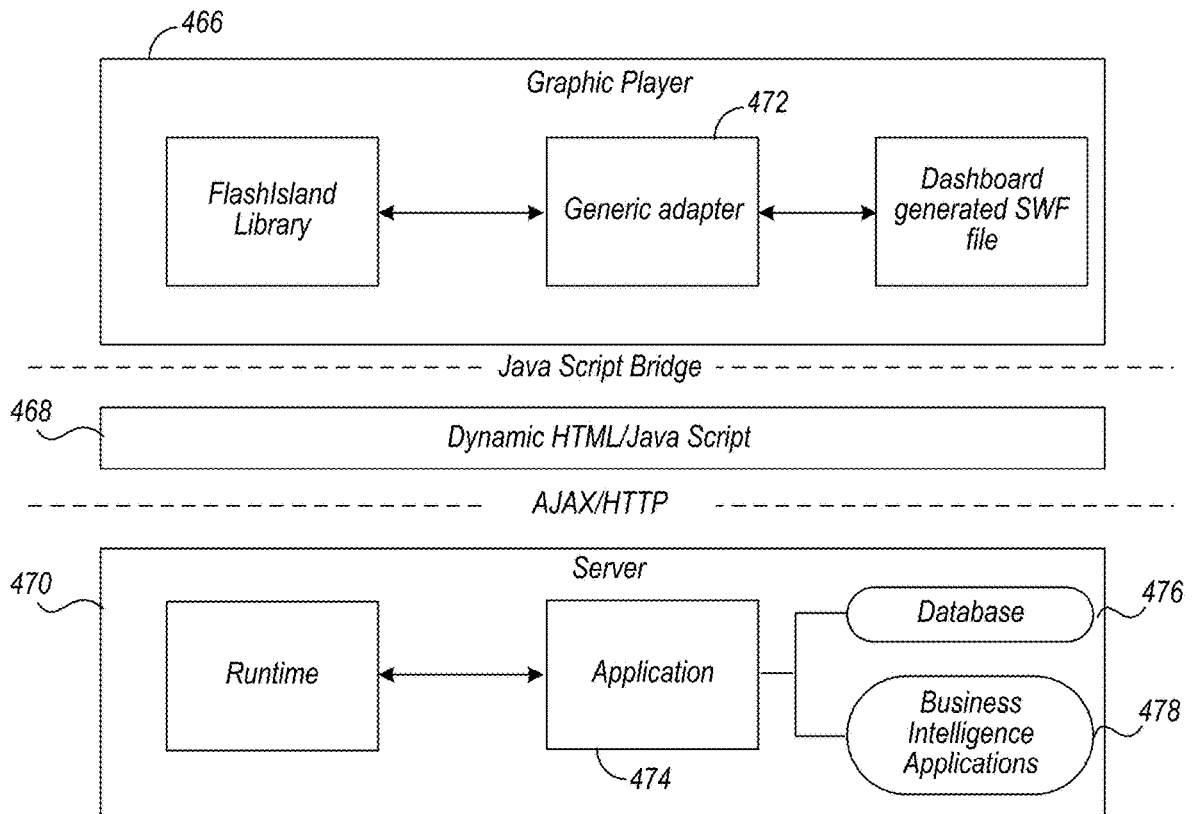 466
Graphic Player
472
FlashIsland
Library
Generic adapter
Dashboard
generated SWF
file
Java Script Bridge
468
Dynamic HTML/Java Script
AJAX/HTTP
470
Server
Runtime
Application
474
Database
476
Business
Intelligence
Applications
478